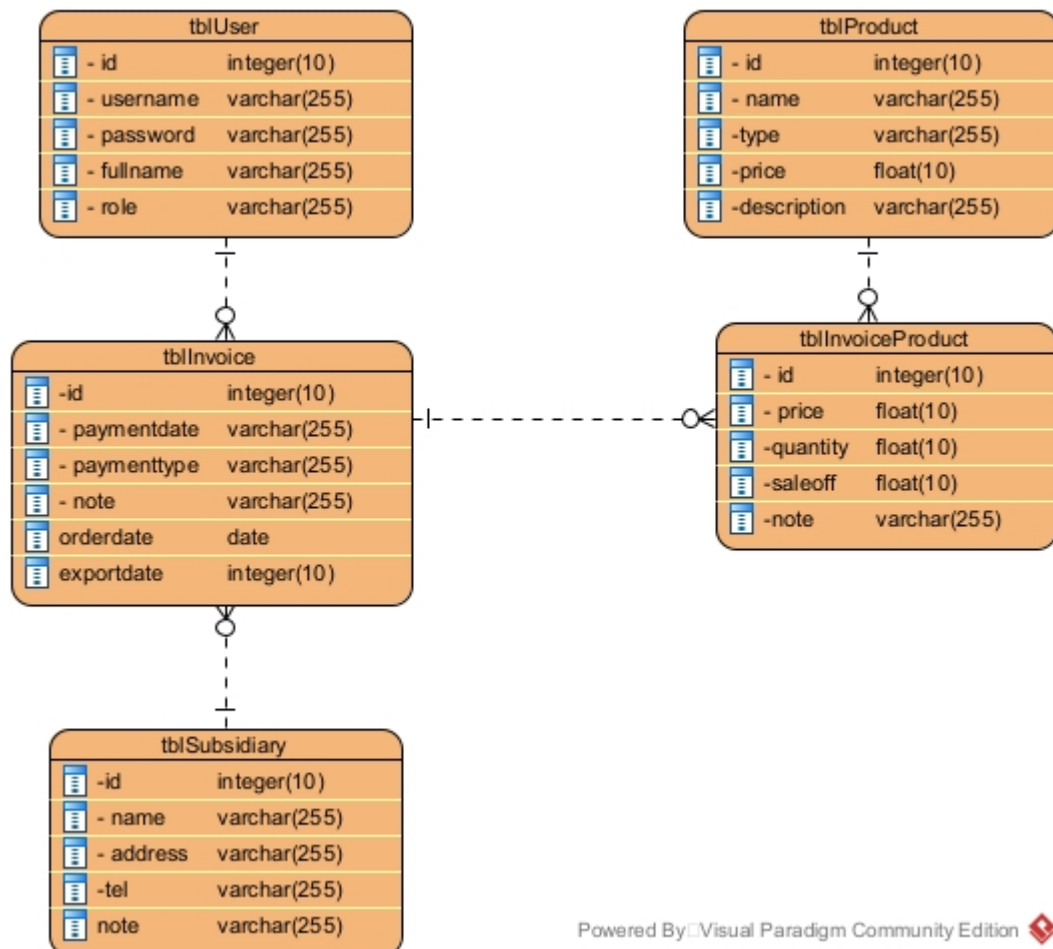 tblUser
- id integer(10)
- username varchar(255)
- password varchar(255)
- fullname varchar(255)
- role varchar(255)
tblProduct
- id integer(10)
- name varchar(255)
-type varchar(255)
-price float(10)
-description varchar(255)
tblInvoice
-id integer(10)
- paymentdate varchar(255)
- paymenttype varchar(255)
- note varchar(255)
orderdate date
exportdate integer(10)
tblInvoiceProduct
- id integer(10)
- price float(10)
-quantity float(10)
-saleoff float(10)
-note varchar(255)
tblSubsidiary
-id integer(10)
- name varchar(255)
- address varchar(255)
-tel varchar(255)
note varchar(255)
Powered By□Visual Paradigm Community Edition